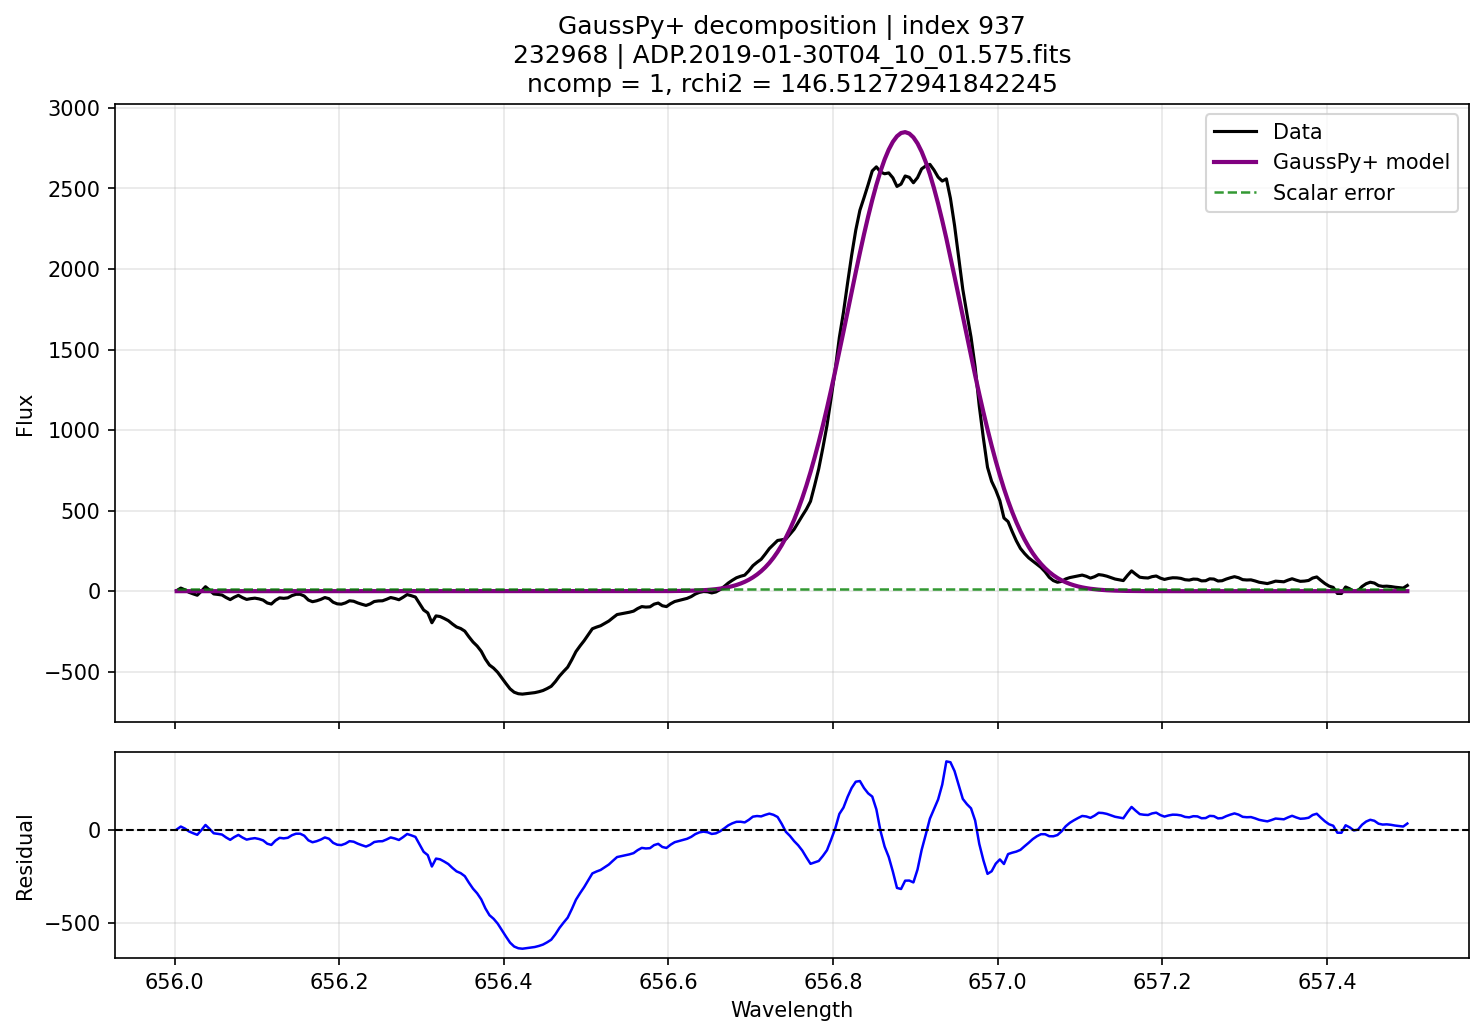 GaussPy+ decomposition | index 937
232968 | ADP.2019-01-30T04_10_01.575.fits
ncomp = 1, rchi2 = 146.51272941842245
3000
2500
2000
1500
1000
500
0
−500
Flux
Data
GaussPy+ model
Scalar error
0
−500
Residual
656.0
656.2
656.4
656.6
656.8
657.0
657.2
657.4
Wavelength